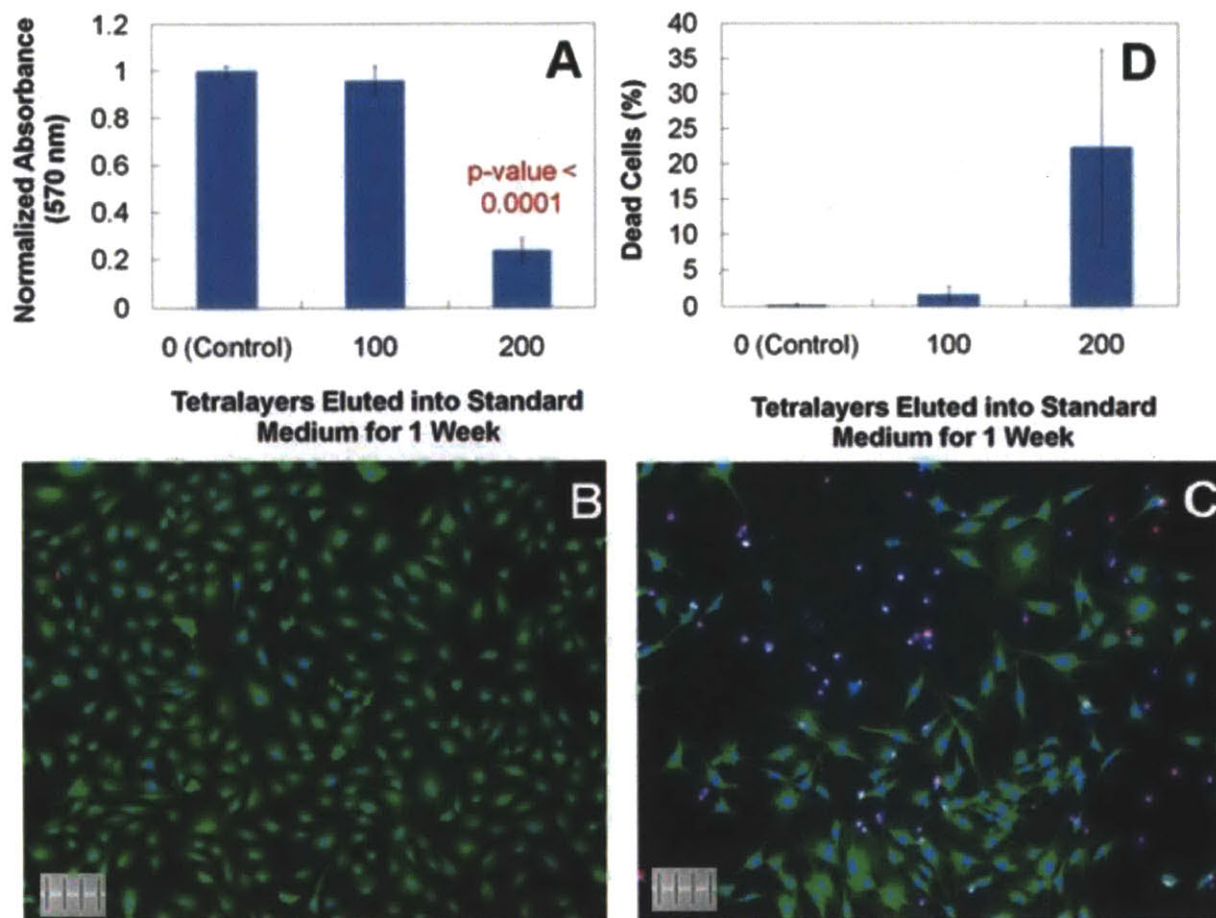 A
Normalized Absorbance
(570 nm)
1.2
1
0.8
0.6
0.4
0.2
0
p-value <
0.0001
0 (Control) 100 200
Tetralayers Eluted into Standard
Medium for 1 Week
D
Dead Cells (%)
40
35
30
25
20
15
10
5
0
0 (Control) 100 200
Tetralayers Eluted into Standard
Medium for 1 Week
B
C